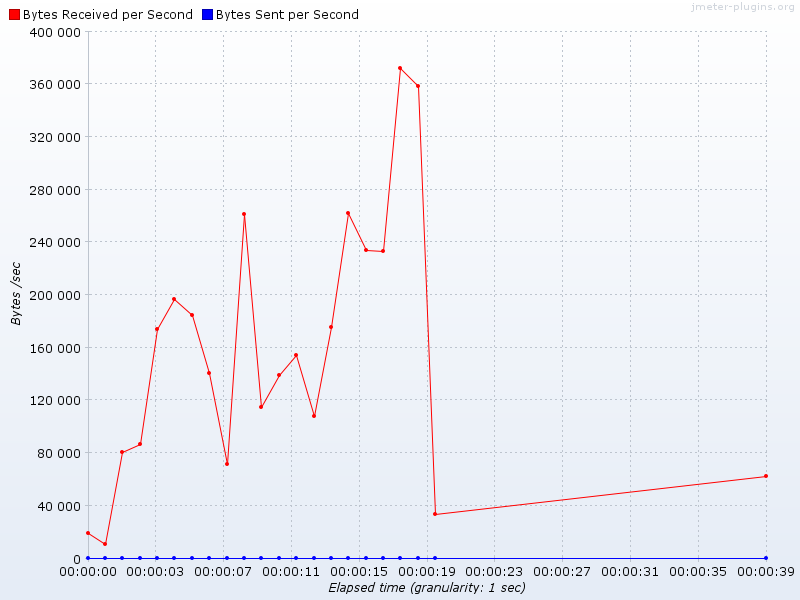 jmeter-plugins.org
Bytes Received per Second Bytes Sent per Second
400 000
360 000
320 000
280 000
240 000
200 000
160 000
120 000
80 000
40 000
0
Bytes /sec
00:00:00 00:00:03 00:00:07 00:00:11 00:00:15 00:00:19 00:00:23 00:00:27 00:00:31 00:00:35 00:00:39
Elapsed time (granularity: 1 sec)